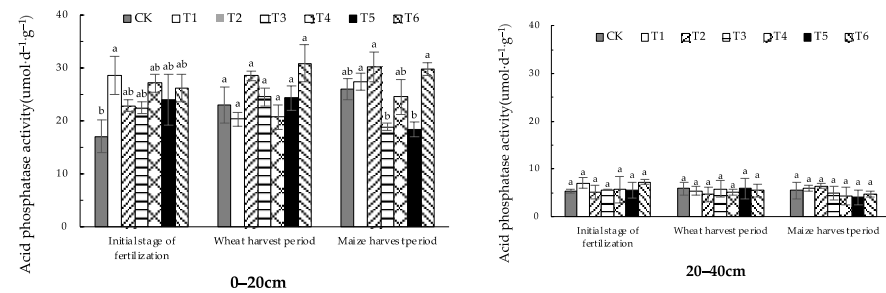 CK T1 T2 T3 T4 T5 T6
Acid phosphatase activity(umol·d⁻¹·g⁻¹)
40
30
20
10
0
b a ab ab ab ab ab
a a a a a a a
ab a a b ab b a
Initial stage of
fertilization
Wheat harvest period
Maize harvest period
0–20cm
CK T1 T2 T3 T4 T5 T6
Acid phosphatase activity(umol·d⁻¹·g⁻¹)
40
30
20
10
0
a a a a a a a
a a a a a a a
a a a a a a a
Initial stage of
fertilization
Wheat harvest period
Maize harvest period
20–40cm